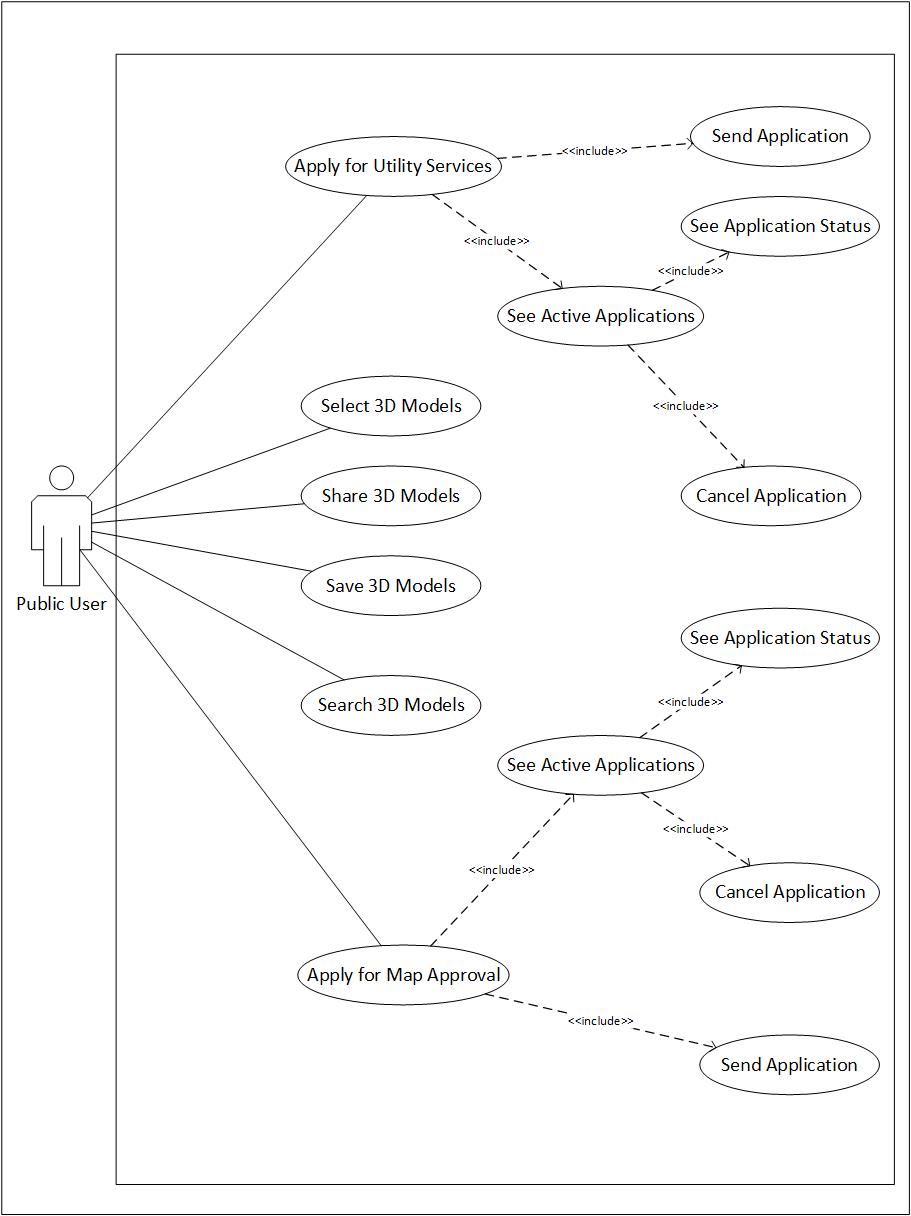 Send Application
<<include>>
Apply for Utility Services
See Application Status
<<include>>
<<include>>
See Active Applications
Select 3D Models
<<include>>
Share 3D Models
Cancel Application
Save 3D Models
Public User
See Application Status
<<include>>
Search 3D Models
See Active Applications
<<include>>
<<include>>
Cancel Application
Apply for Map Approval
<<include>>
Send Application